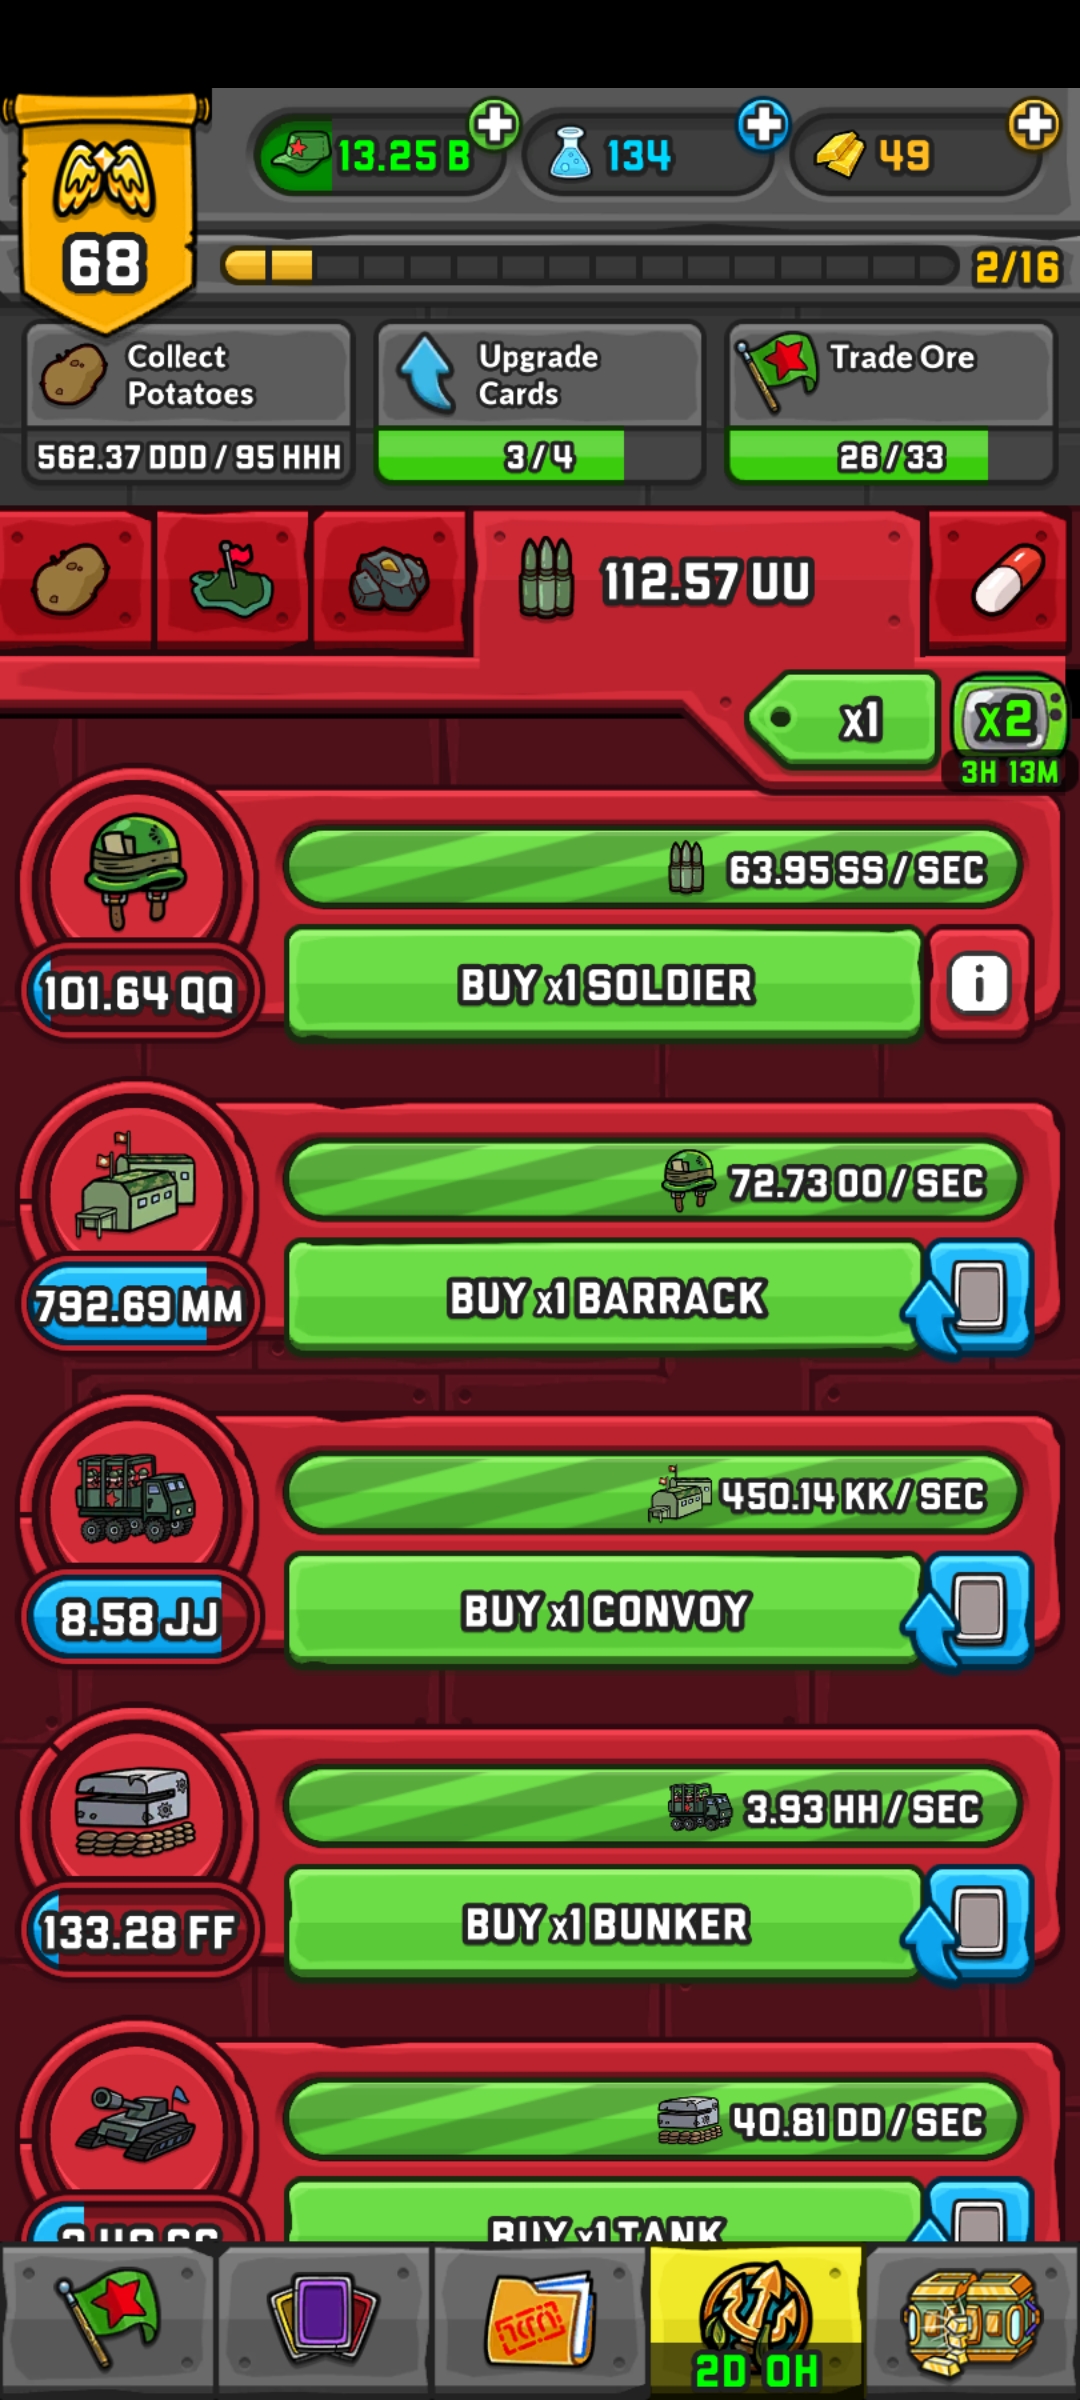 13.25 B
134
49
68
2/16
Collect
Potatoes
Upgrade
Cards
Trade Ore
562.37 DDD / 95 HHH
3/4
26/33
112.57 UU
x1
x2
3H 13M
63.95 SS / SEC
101.64 QQ
BUY x1 SOLDIER
i
72.73 OO / SEC
792.69 MM
BUY x1 BARRACK
450.14 KK / SEC
8.58 JJ
BUY x1 CONVOY
3.93 HH / SEC
133.28 FF
BUY x1 BUNKER
40.81 DD / SEC
BUY x1 TANK
2D 0H